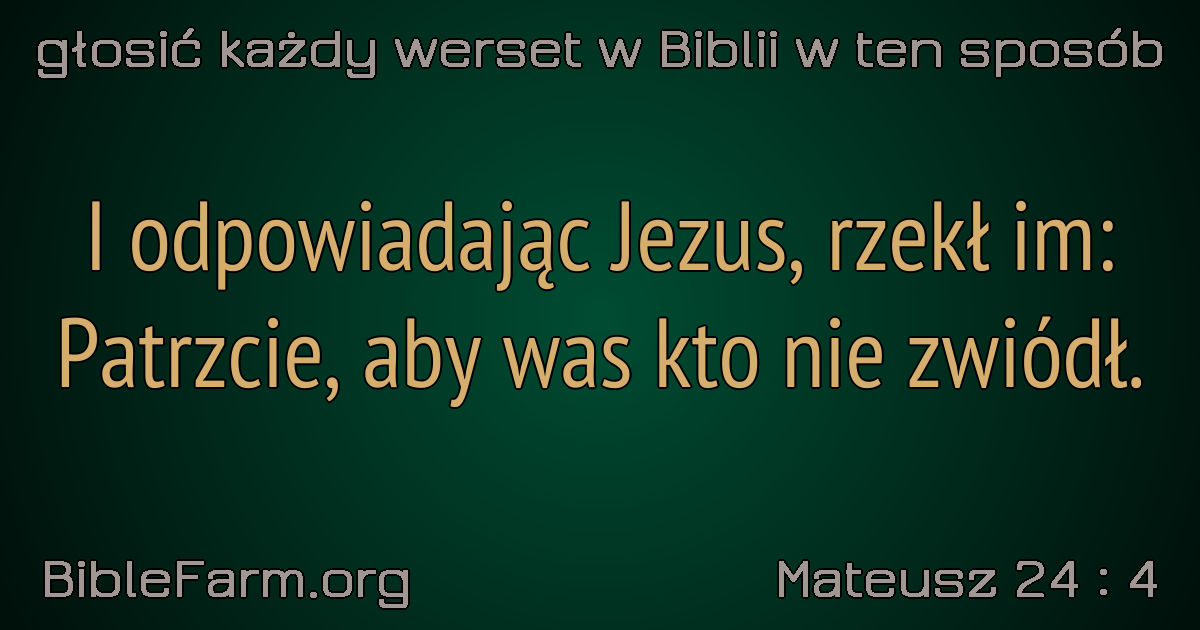 głosić każdy werset w Biblii w ten sposób
I odpowiadając Jezus, rzekł im:
Patrzcie, aby was kto nie zwiódł.
BibleFarm.org
Mateusz 24 : 4